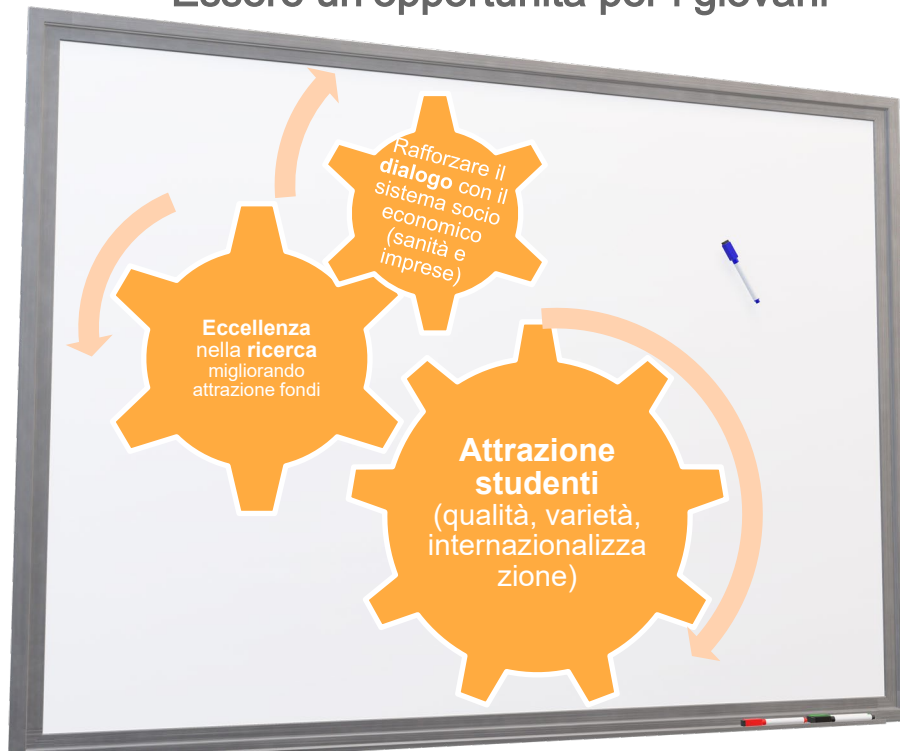 Essere un'opportunità per i giovani
Rafforzare il
dialogo con il
sistema socio
economico
(sanità e
imprese)
Eccellenza
nella ricerca
migliorando
attrazione fondi
Attrazione
studenti
(qualità, varietà,
internazionalizza
zione)